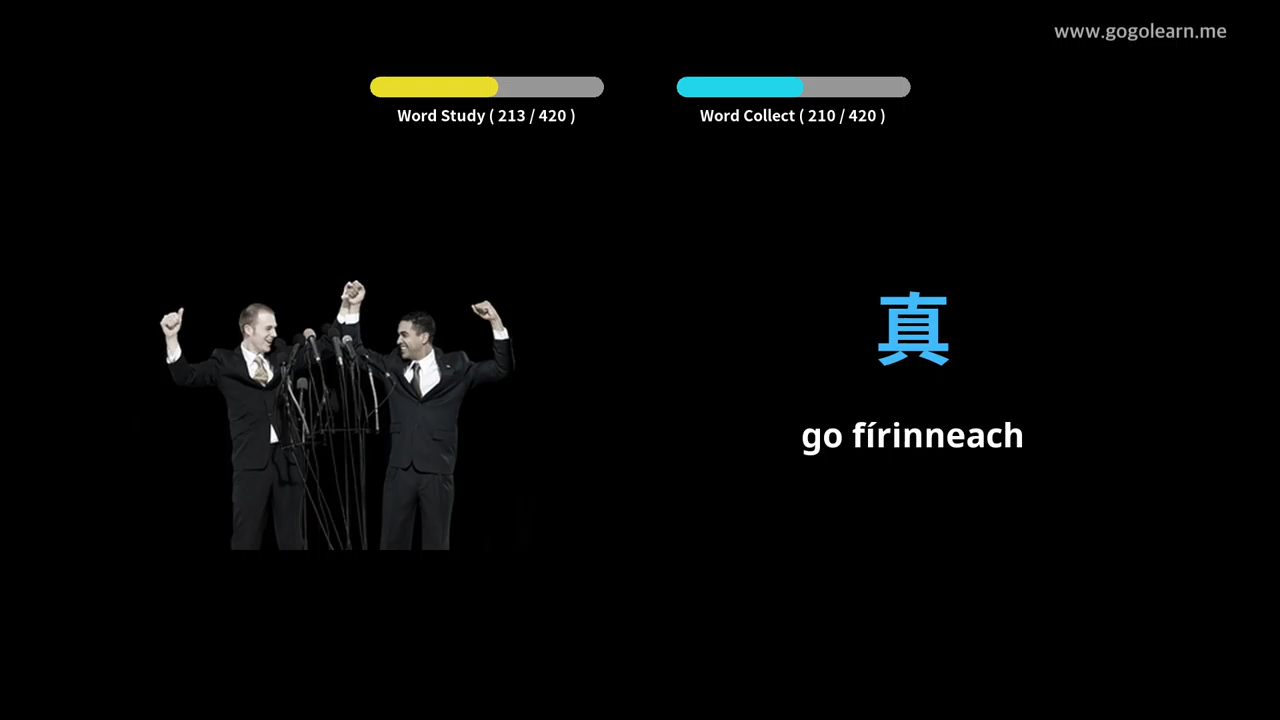 www.gogolearn.me
Word Study ( 213 / 420 )
Word Collect ( 210 / 420 )
真
go fírinneach